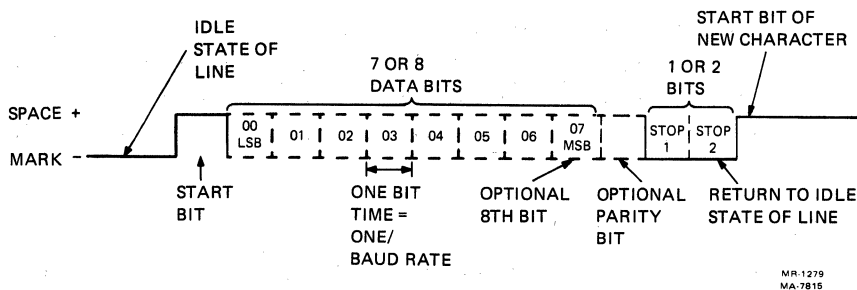 IDLE
STATE OF
LINE
START BIT OF
NEW CHARACTER
7 OR 8
DATA BITS
1 OR 2
BITS
SPACE +
MARK -
00
LSB
01
02
03
04
05
06
07
MSB
STOP
1
STOP
2
START
BIT
ONE BIT
TIME =
ONE/
BAUD RATE
OPTIONAL
8TH BIT
OPTIONAL
PARITY
BIT
RETURN TO IDLE
STATE OF LINE
MR-1279
MA-7815